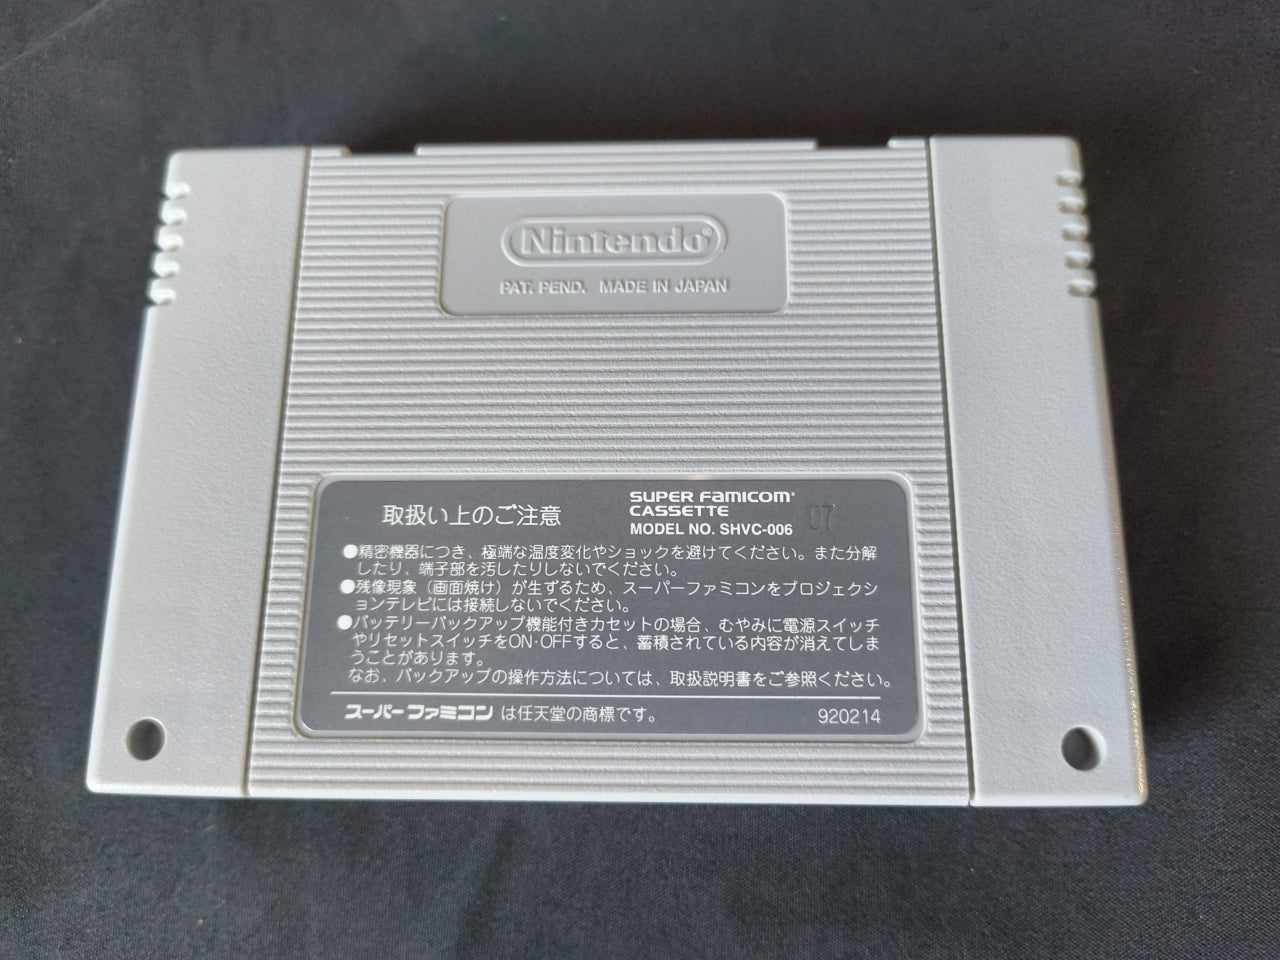 Nintendo®
PAT. PEND. MADE IN JAPAN
取扱い上のご注意
SUPER FAMICOM
CASSETTE
MODEL NO. SHVC-006
07
●精密機器につき、極端な温度変化やショックを避けてください。また分解
したり、端子部を汚したりしないでください。
●残像現象（画面焼け）が生ずるため、スーパーファミコンをプロジェクシ
ョンテレビには接続しないでください。
●バッテリーバックアップ機能付きカセットの場合、むやみに電源スイッチ
やリセットスイッチをON・OFFすると、蓄積されている内容が消えてしま
うことがあります。
なお、バックアップの操作方法については、取扱説明書をご参照ください。
スーパーファミコン は任天堂の商標です。
920214